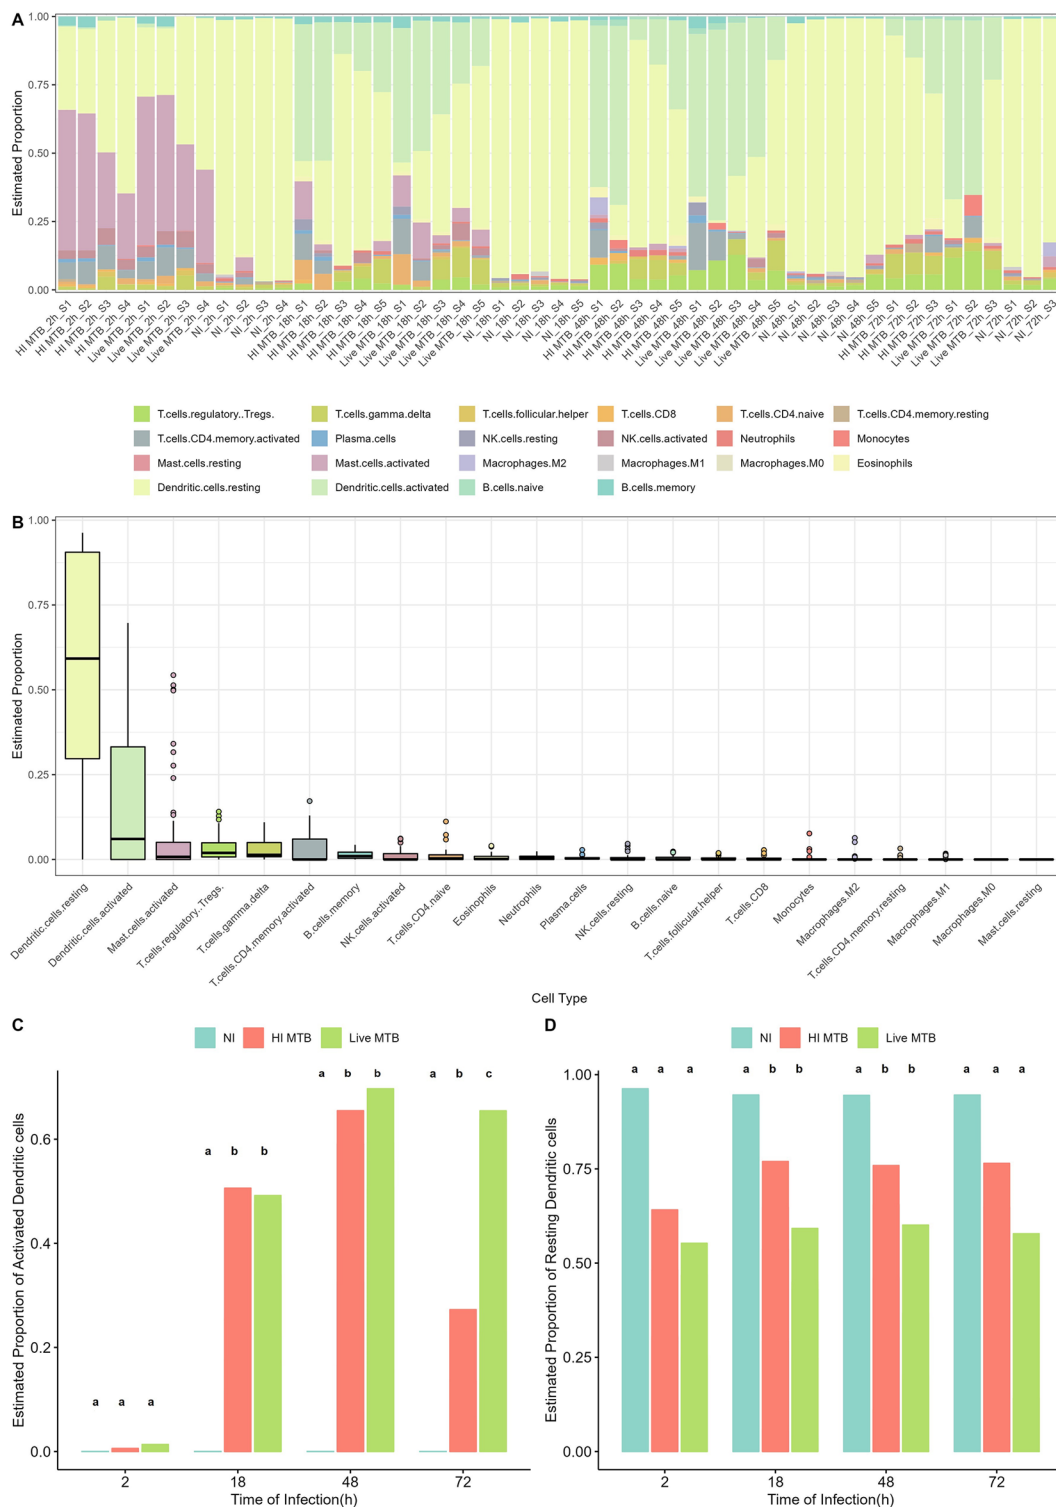 A
Estimated Proportion
1.00
0.75
0.50
0.25
0.00
HI MTB_2h_S1
HI MTB_2h_S2
HI MTB_2h_S3
HI MTB_2h_S4
Live MTB_2h_S1
Live MTB_2h_S2
Live MTB_2h_S3
Live MTB_2h_S4
NI_2h_S1
NI_2h_S2
NI_2h_S3
NI_2h_S4
HI MTB_18h_S1
HI MTB_18h_S2
HI MTB_18h_S3
HI MTB_18h_S4
HI MTB_18h_S5
Live MTB_18h_S1
Live MTB_18h_S2
Live MTB_18h_S3
Live MTB_18h_S4
Live MTB_18h_S5
NI_18h_S1
NI_18h_S2
NI_18h_S3
NI_18h_S4
NI_18h_S5
HI MTB_48h_S1
HI MTB_48h_S2
HI MTB_48h_S3
HI MTB_48h_S4
HI MTB_48h_S5
Live MTB_48h_S1
Live MTB_48h_S2
Live MTB_48h_S3
Live MTB_48h_S4
Live MTB_48h_S5
NI_48h_S1
NI_48h_S2
NI_48h_S3
NI_48h_S4
NI_48h_S5
HI MTB_72h_S1
HI MTB_72h_S2
HI MTB_72h_S3
Live MTB_72h_S1
Live MTB_72h_S2
Live MTB_72h_S3
NI_72h_S1
NI_72h_S2
NI_72h_S3
T.cells.regulatory..Tregs. T.cells.gamma.delta T.cells.follicular.helper T.cells.CD8 T.cells.CD4.naive T.cells.CD4.memory.resting
T.cells.CD4.memory.activated Plasma.cells NK.cells.resting NK.cells.activated Neutrophils Monocytes
Mast.cells.resting Mast.cells.activated Macrophages.M2 Macrophages.M1 Macrophages.M0 Eosinophils
Dendritic.cells.resting Dendritic.cells.activated B.cells.naive B.cells.memory
B
Estimated Proportion
1.00
0.75
0.50
0.25
0.00
Dendritic.cells.resting
Dendritic.cells.activated
Mast.cells.activated
T.cells.regulatory..Tregs.
T.cells.gamma.delta
T.cells.CD4.memory.activated
B.cells.memory
NK.cells.activated
T.cells.CD4.naive
Eosinophils
Neutrophils
Plasma.cells
NK.cells.resting
B.cells.naive
T.cells.follicular.helper
T.cells.CD8
Monocytes
Macrophages.M2
T.cells.CD4.memory.resting
Macrophages.M1
Macrophages.M0
Mast.cells.resting
Cell Type
C
NI HI MTB Live MTB
Estimated Proportion of Activated Dendritic cells
0.6
0.4
0.2
0.0
a a a
a b b
a b b
a b c
2 18 48 72
Time of Infection(h)
D
NI HI MTB Live MTB
Estimated Proportion of Resting Dendritic cells
1.00
0.75
0.50
0.25
0.00
a a a
a b b
a b b
a a a
2 18 48 72
Time of Infection(h)